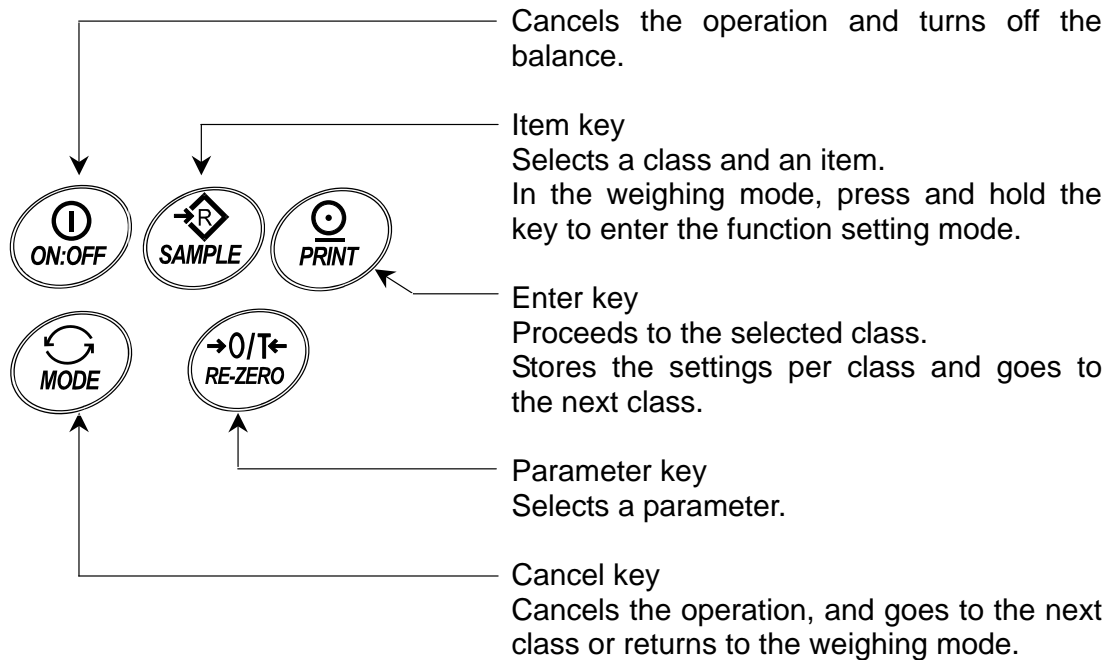 Cancels the operation and turns off the
balance.
Item key
Selects a class and an item.
In the weighing mode, press and hold the
key to enter the function setting mode.
ON:OFF
R
SAMPLE
PRINT
Enter key
Proceeds to the selected class.
Stores the settings per class and goes to
the next class.
MODE
→0/T←
RE-ZERO
Parameter key
Selects a parameter.
Cancel key
Cancels the operation, and goes to the next
class or returns to the weighing mode.